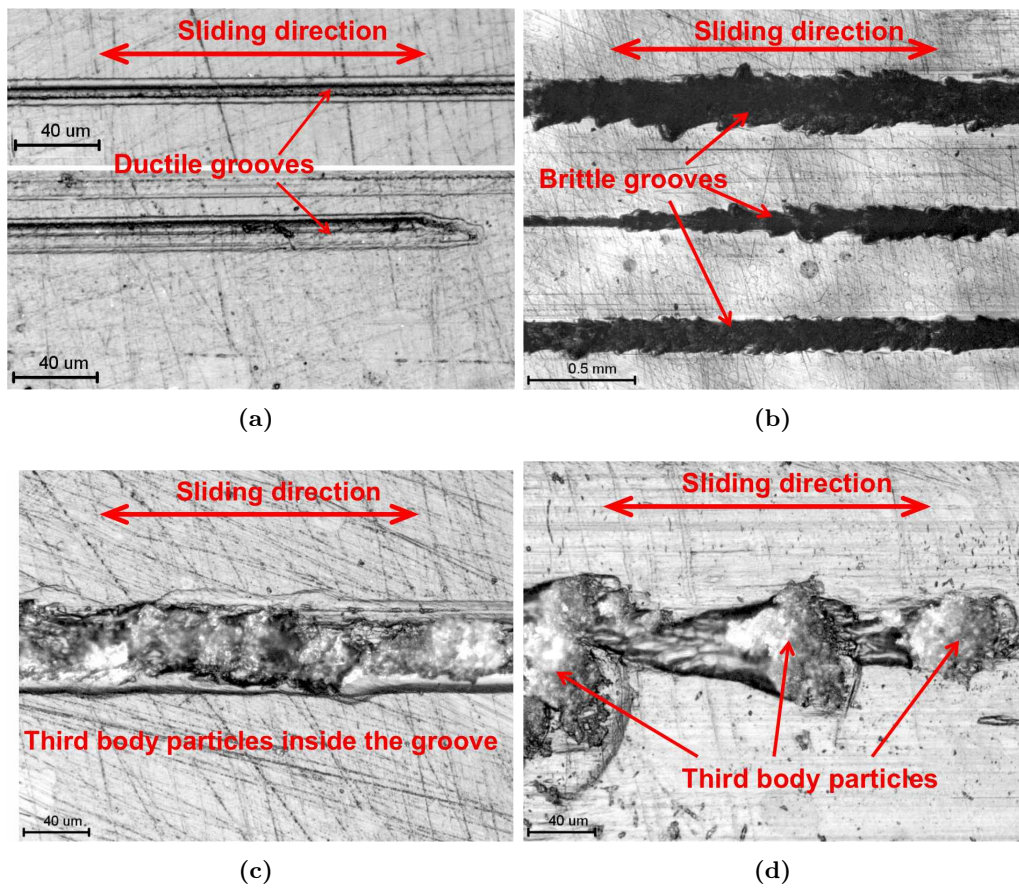 Sliding direction
40 um
Ductile grooves
40 um
(a)
Sliding direction
Brittle grooves
0.5 mm
(b)
Sliding direction
Third body particles inside the groove
40 um
(c)
Sliding direction
Third body particles
40 um
(d)